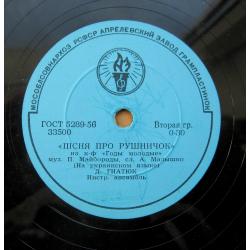 МОСОБЛСОВНАРХОЗ РСФСР АПРЕЛЕВСКИЙ ЗАВОД ГРАМПЛАСТИНОК
ГОСТ 5289-56 Вторая гр.
33500 0-50
«ПІСНЯ ПРО РУШНИЧОК»
из к-ф «Годы молодые»
муз. П. Майбороды, сл. А. Малышко
(На украинском языке)
Д. ГНАТЮК
Инстр. ансамбль